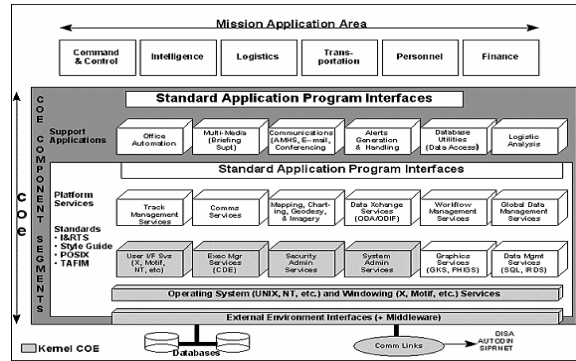 Mission Application Area
Command
& Control
Intelligence
Logistics
Trans-
portation
Personnel
Finance
COE
COE COMPONENT SEGMENTS
Standard Application Program Interfaces
Support
Applications
Office
Automation
Multi-Media
(Briefing
Supt)
Communications
(AMHS, E-mail,
Conferencing
Alerts
Generation
& Handling
Database
Utilities
(Data Access)
Logistic
Analysis
Standard Application Program Interfaces
Platform
Services
Track
Management
Services
Comms
Services
Mapping, Chart-
ing, Geodesy,
& Imagery
Data Xchange
Services
(ODA/ODIF)
Workflow
Management
Services
Global Data
Management
Services
Standards
• I&RTS
• Style Guide
• POSIX
• TAFIM
User I/F Svs
(X, Motif,
NT, etc)
Exec Mgr
Services
(CDE)
Security
Admin
Services
System
Admin
Services
Graphics
Services
(GKS, PHIGS)
Data Mgmt
Services
(SQL, IRDS)
Operating System (UNIX, NT, etc.) and Windowing (X, Motif, etc.) Services
External Environment Interfaces (+ Middleware)
Kernel COE
Databases
Comm Links
DISA
AUTODIN
SIPRNET